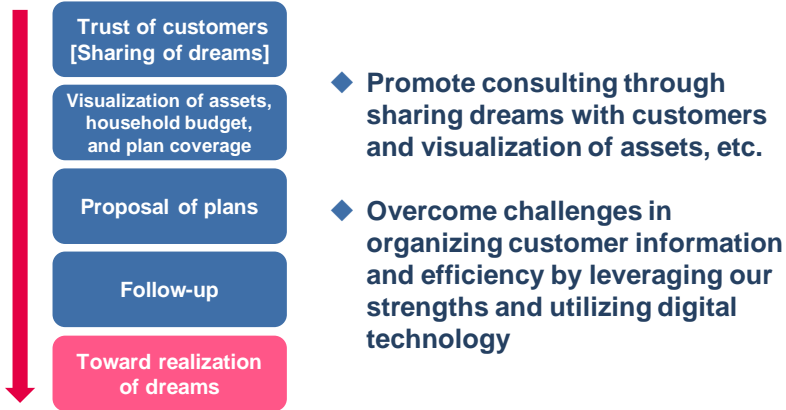 Trust of customers
[Sharing of dreams]
Visualization of assets,
household budget,
and plan coverage
Proposal of plans
Follow-up
Toward realization
of dreams
Promote consulting through
sharing dreams with customers
and visualization of assets, etc.
Overcome challenges in
organizing customer information
and efficiency by leveraging our
strengths and utilizing digital
technology